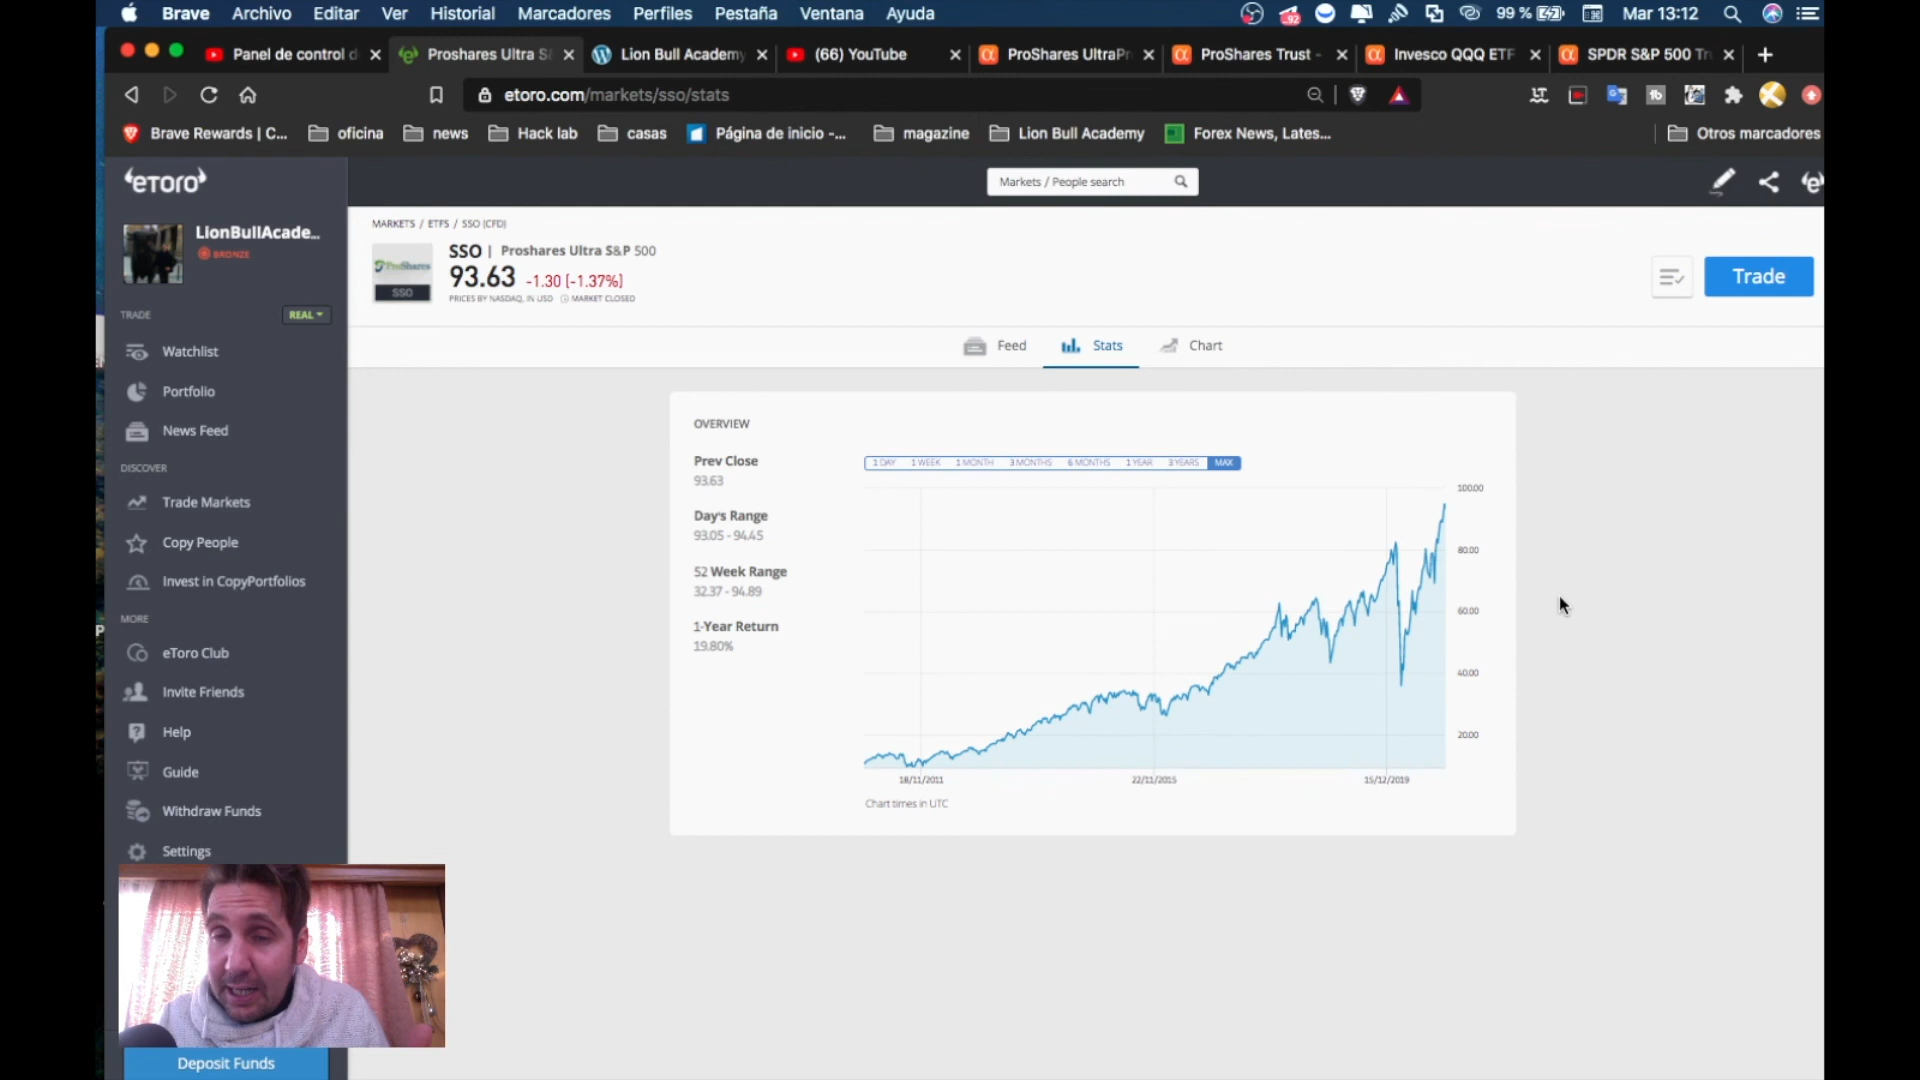 Brave Archivo Editar Ver Historial Marcadores Perfiles Pestaña Ventana Ayuda 92 99 % Mar 13:12
Panel de control d Proshares Ultra S& Lion Bull Academy (66) YouTube ProShares UltraPr ProShares Trust - Invesco QQQ ETF SPDR S&P 500 Tr
etoro.com/markets/sso/stats
Brave Rewards | C... oficina news Hack lab casas Página de inicio -... magazine Lion Bull Academy Forex News, Lates... Otros marcadores
eToro
Markets / People search
LionBullAcade...
BRONZE
TRADE REAL
Watchlist
Portfolio
News Feed
DISCOVER
Trade Markets
Copy People
Invest in CopyPortfolios
MORE
eToro Club
Invite Friends
Help
Guide
Withdraw Funds
Settings
Deposit Funds
MARKETS / ETFS / SSO (CFD)
ProShares
SSO
SSO | Proshares Ultra S&P 500
93.63 -1.30 (-1.37%)
PRICES BY NASDAQ, IN USD MARKET CLOSED
Trade
Feed Stats Chart
OVERVIEW
Prev Close
93.63
Day's Range
93.05 - 94.45
52 Week Range
32.37 - 94.89
1-Year Return
19.80%
1 DAY 1 WEEK 1 MONTH 3 MONTHS 6 MONTHS 1 YEAR 3 YEARS MAX
100.00
80.00
60.00
40.00
20.00
18/11/2011 22/11/2015 15/12/2019
Chart times in UTC